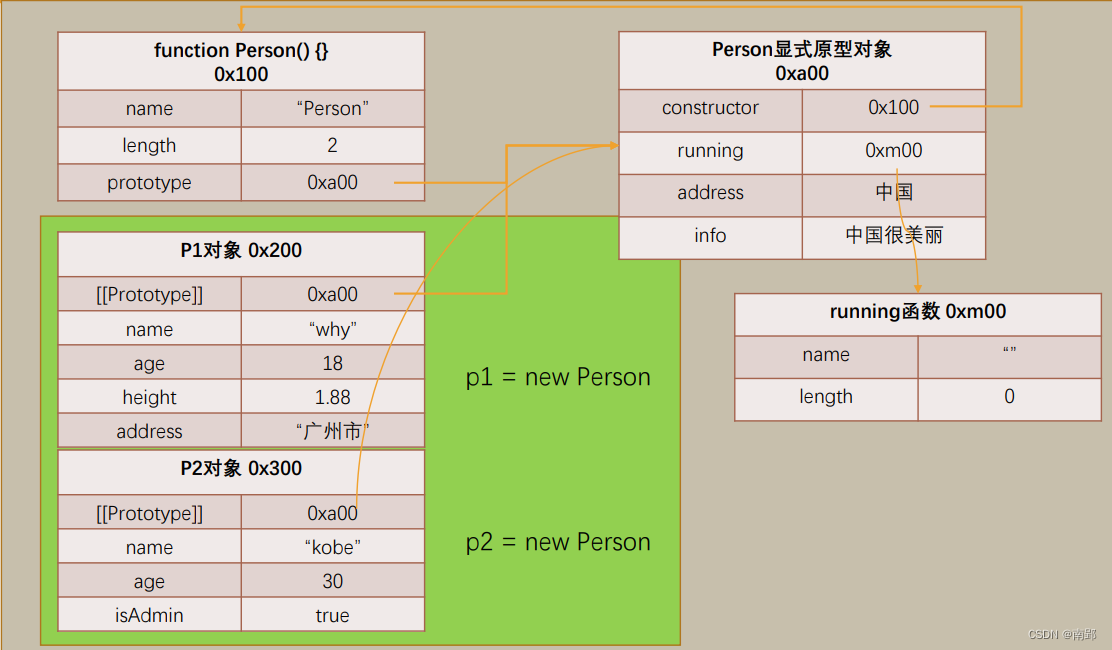 function Person() {}
0x100
name “Person”
length 2
prototype 0xa00
Person显式原型对象
0xa00
constructor 0x100
running 0xm00
address 中国
info 中国很美丽
P1对象 0x200
[[Prototype]] 0xa00
name “why”
age 18
height 1.88
address “广州市”
p1 = new Person
running函数 0xm00
name “”
length 0
P2对象 0x300
[[Prototype]] 0xa00
name “kobe”
age 30
isAdmin true
p2 = new Person
CSDN @南郢